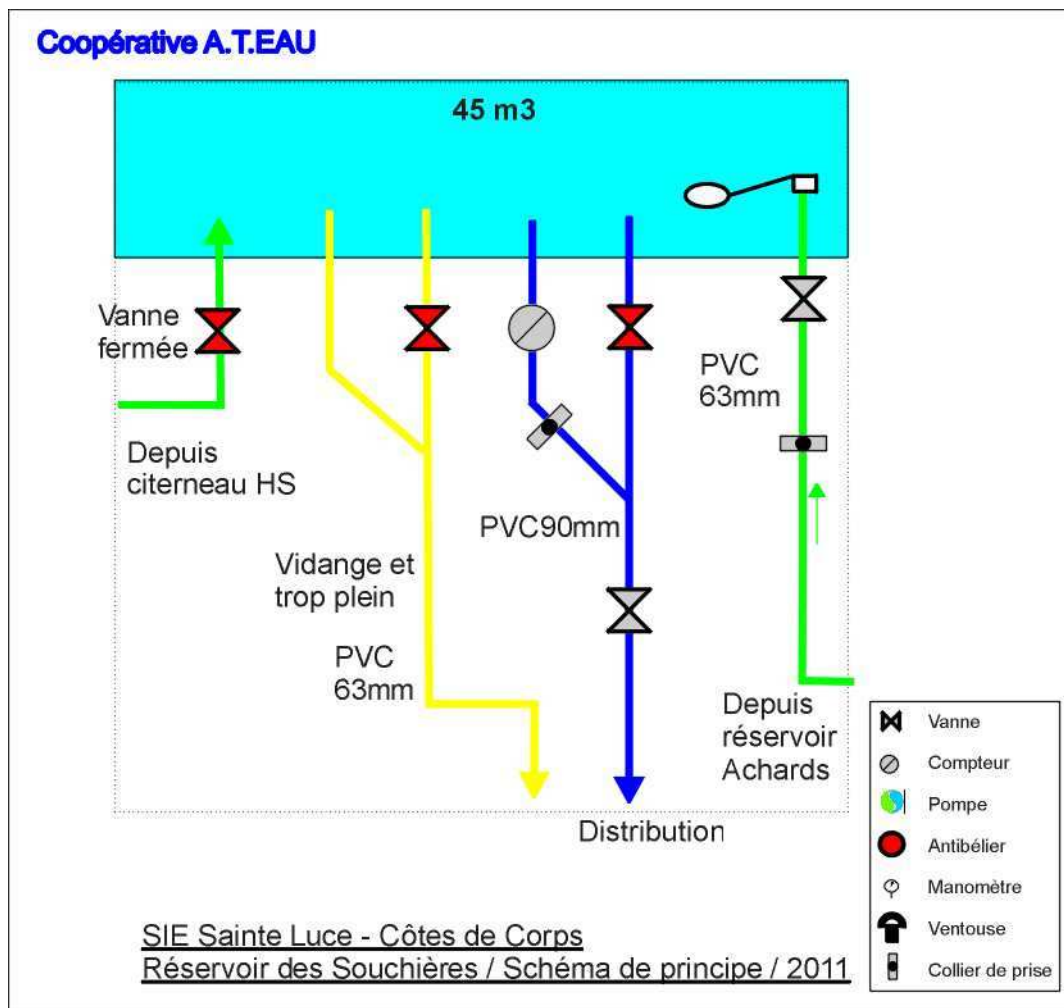 Coopérative A.T.EAU
45 m3
Vanne
fermée
Depuis
citerneau HS
Vidange et
trop plein
PVC
63mm
PVC90mm
PVC
63mm
Depuis
réservoir
Achards
Distribution
Vanne
Compteur
Pompe
Antibélier
Manomètre
Ventouse
Collier de prise
SIE Sainte Luce - Côtes de Corps
Réservoir des Souchières / Schéma de principe / 2011